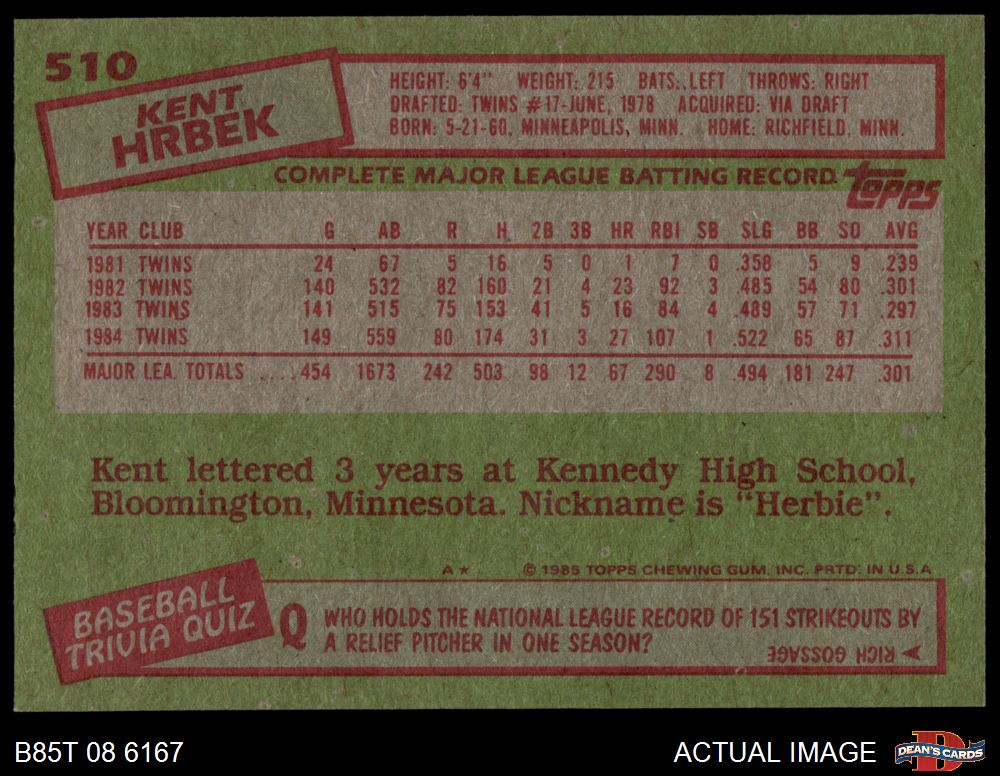 510
KENT
HRBEK
HEIGHT: 6'4" WEIGHT: 215 BATS: LEFT THROWS: RIGHT
DRAFTED: TWINS #17-JUNE, 1978 ACQUIRED: VIA DRAFT
BORN: 5-21-60, MINNEAPOLIS, MINN. HOME: RICHFIELD, MINN.
COMPLETE MAJOR LEAGUE BATTING RECORD
topps
YEAR CLUB G AB R H 2B 3B HR RBI SB SLG BB SO AVG
1981 TWINS 24 67 5 16 5 0 1 7 0 .358 5 9 .239
1982 TWINS 140 532 82 160 21 4 23 92 3 .485 54 80 .301
1983 TWINS 141 515 75 153 41 5 16 84 4 .489 57 71 .297
1984 TWINS 149 559 80 174 31 3 27 107 1 .522 65 87 .311
MAJOR LEA. TOTALS ..... 454 1673 242 503 98 12 67 290 8 .494 181 247 .301
Kent lettered 3 years at Kennedy High School,
Bloomington, Minnesota. Nickname is "Herbie".
A* © 1985 TOPPS CHEWING GUM, INC. PRTD. IN U.S.A
BASEBALL
TRIVIA QUIZ
Q WHO HOLDS THE NATIONAL LEAGUE RECORD OF 151 STRIKEOUTS BY
A RELIEF PITCHER IN ONE SEASON?
RICH GOSSAGE
B85T 08 6167
ACTUAL IMAGE
D
DEAN'S CARDS